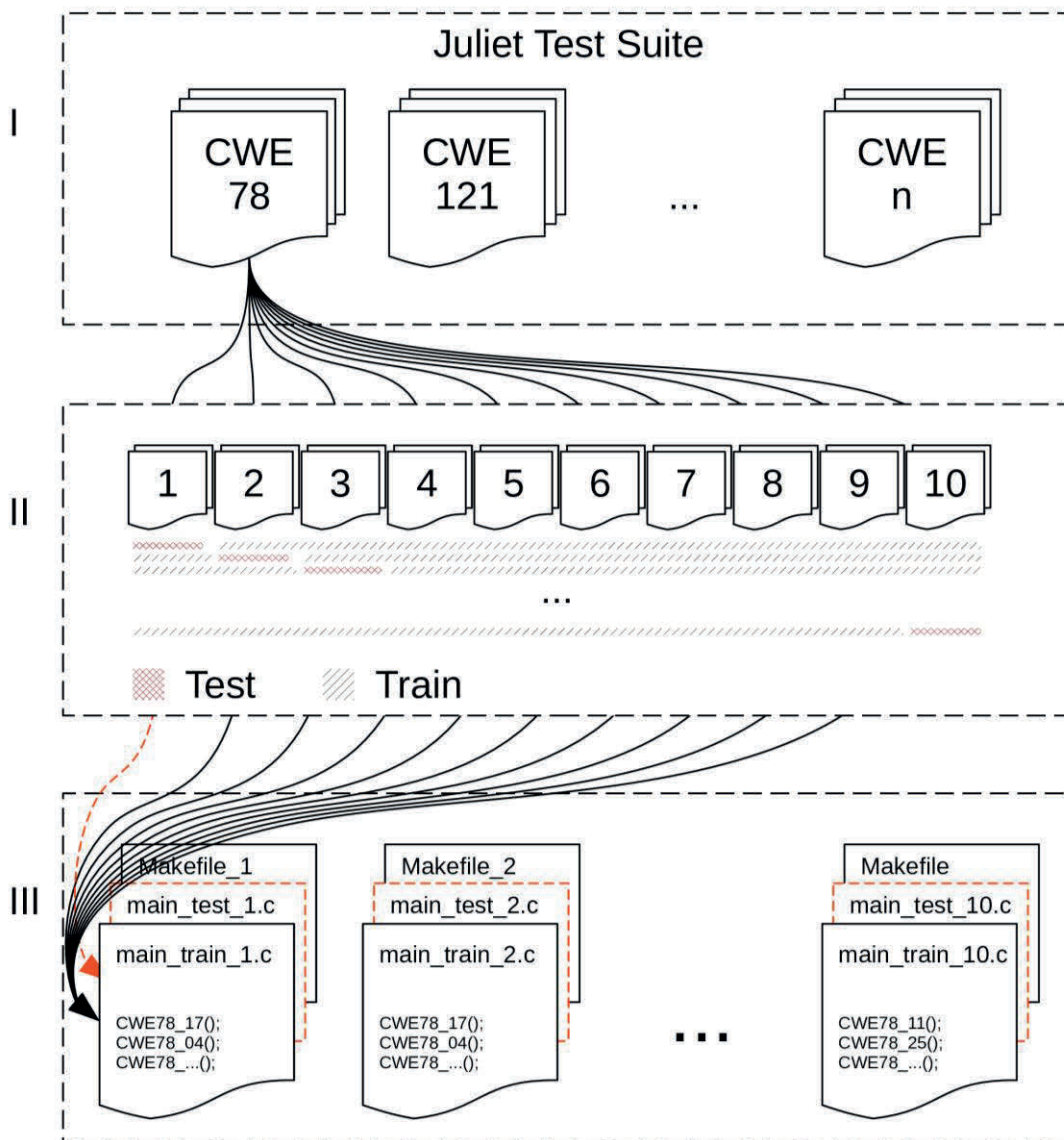 Juliet Test Suite
I
CWE
78
CWE
121
...
CWE
n
II
1 2 3 4 5 6 7 8 9 10
...
Test Train
III
Makefile_1
main_test_1.c
main_train_1.c
CWE78_17();
CWE78_04();
CWE78_...();
Makefile_2
main_test_2.c
main_train_2.c
CWE78_17();
CWE78_04();
CWE78_...();
...
Makefile
main_test_10.c
main_train_10.c
CWE78_11();
CWE78_25();
CWE78_...();